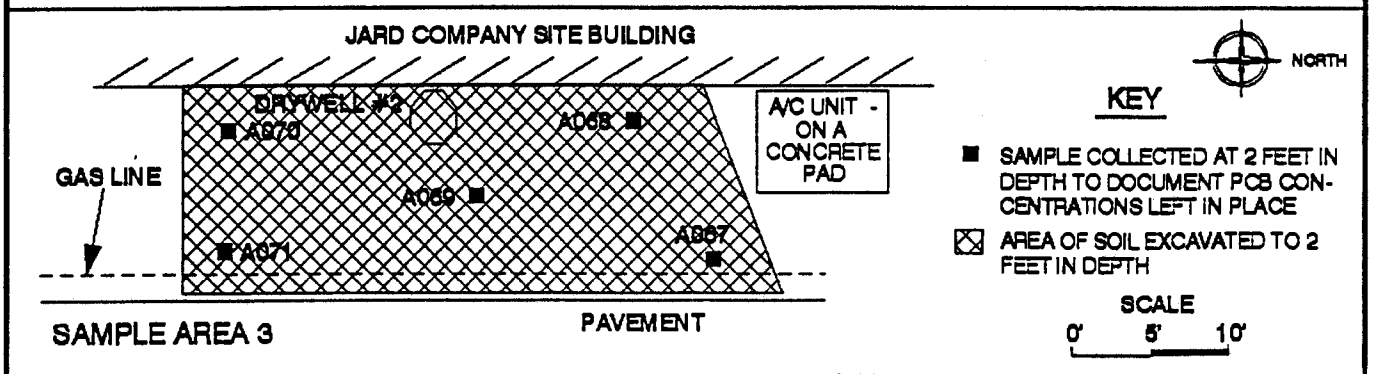 JARD COMPANY SITE BUILDING
NORTH
KEY
DRYWELL #2
A070
A068
A/C UNIT -
ON A
CONCRETE
PAD
GAS LINE
A069
A071
A067
■ SAMPLE COLLECTED AT 2 FEET IN
DEPTH TO DOCUMENT PCB CON-
CENTRATIONS LEFT IN PLACE
AREA OF SOIL EXCAVATED TO 2
FEET IN DEPTH
SCALE
0' 5' 10'
SAMPLE AREA 3
PAVEMENT